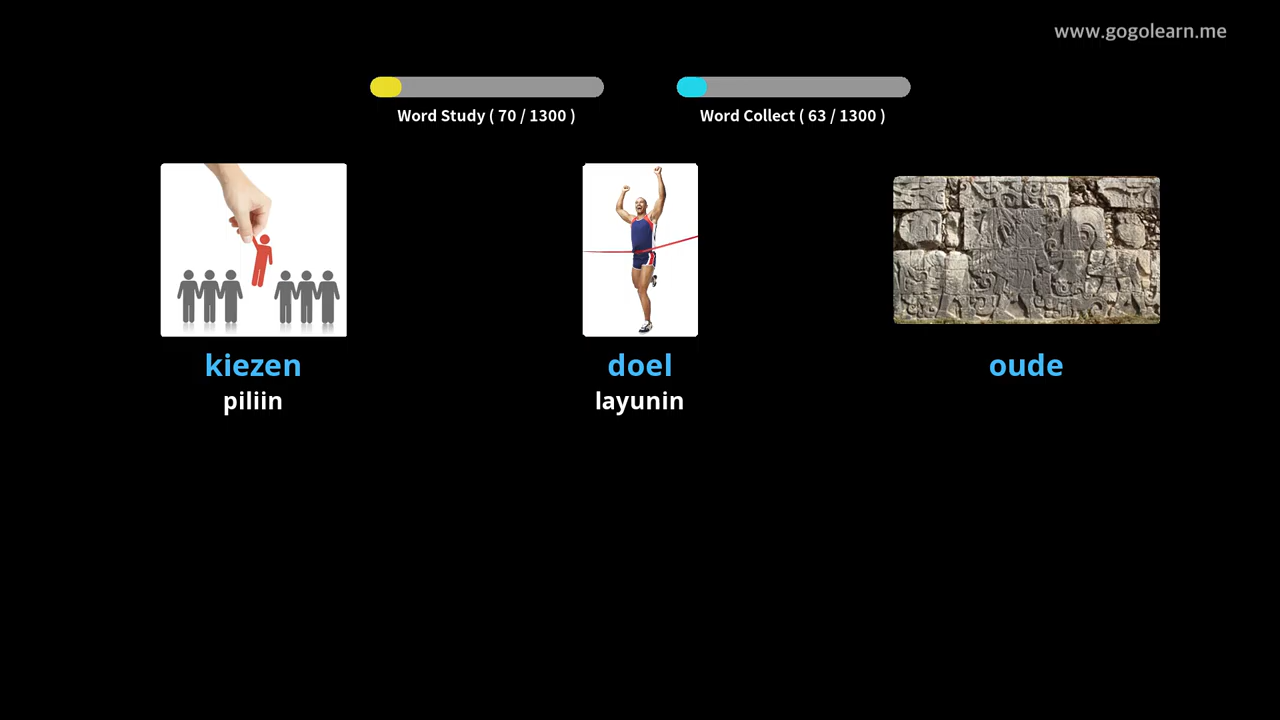 www.gogolearn.me
Word Study ( 70 / 1300 )
Word Collect ( 63 / 1300 )
kiezen
piliin
doel
layunin
oude